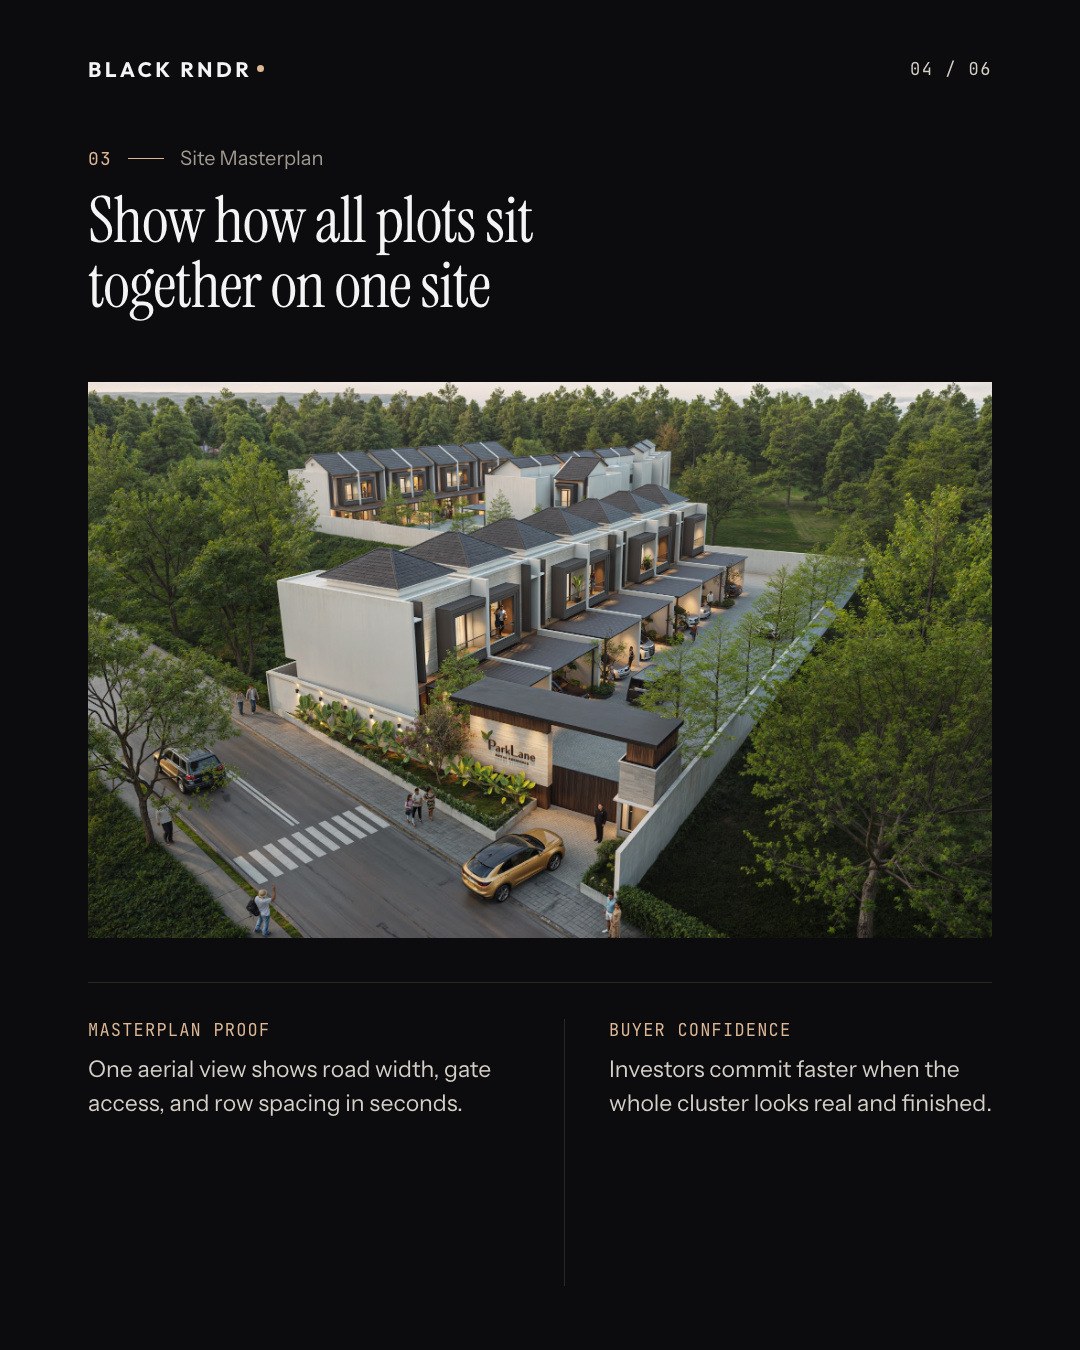 BLACK RNDR
04 / 06
03 Site Masterplan
Show how all plots sit
together on one site
ParkLane
MASTERPLAN PROOF
One aerial view shows road width, gate
access, and row spacing in seconds.
BUYER CONFIDENCE
Investors commit faster when the
whole cluster looks real and finished.